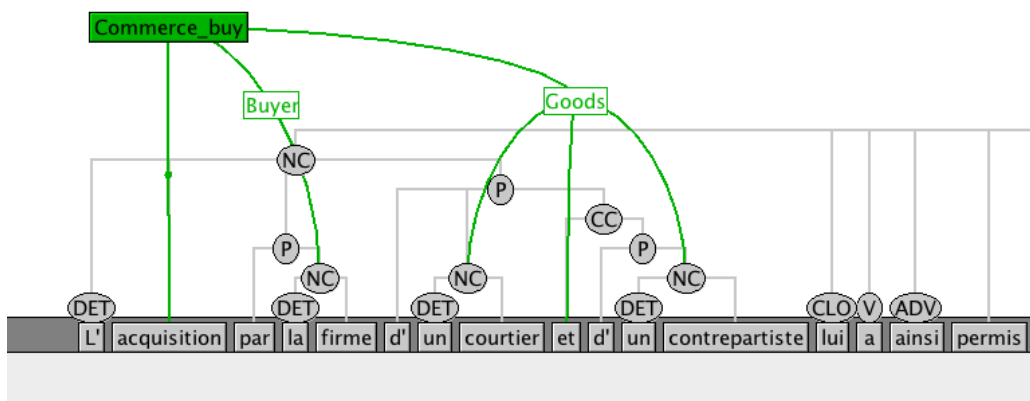 Commerce_buy
Buyer
Goods
NC
P
CC
P
P
NC
NC
NC
DET
DET
DET
DET
CLO
V
ADV
L' acquisition par la firme d' un courtier et d' un contrepartiste lui a ainsi permis